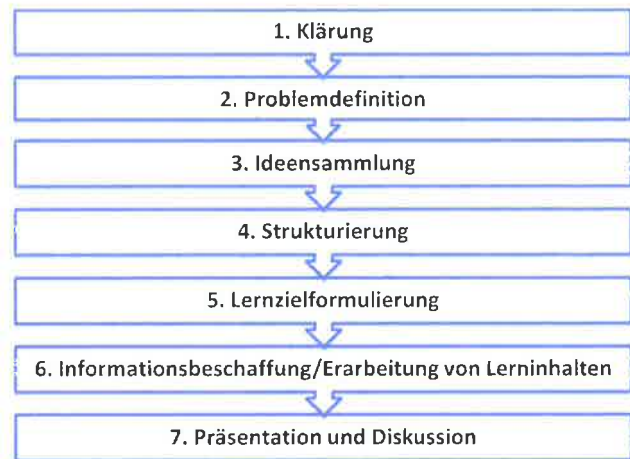 1. Klärung
2. Problemdefinition
3. Ideensammlung
4. Strukturierung
5. Lernzielformulierung
6. Informationsbeschaffung/Erarbeitung von Lerninhalten
7. Präsentation und Diskussion